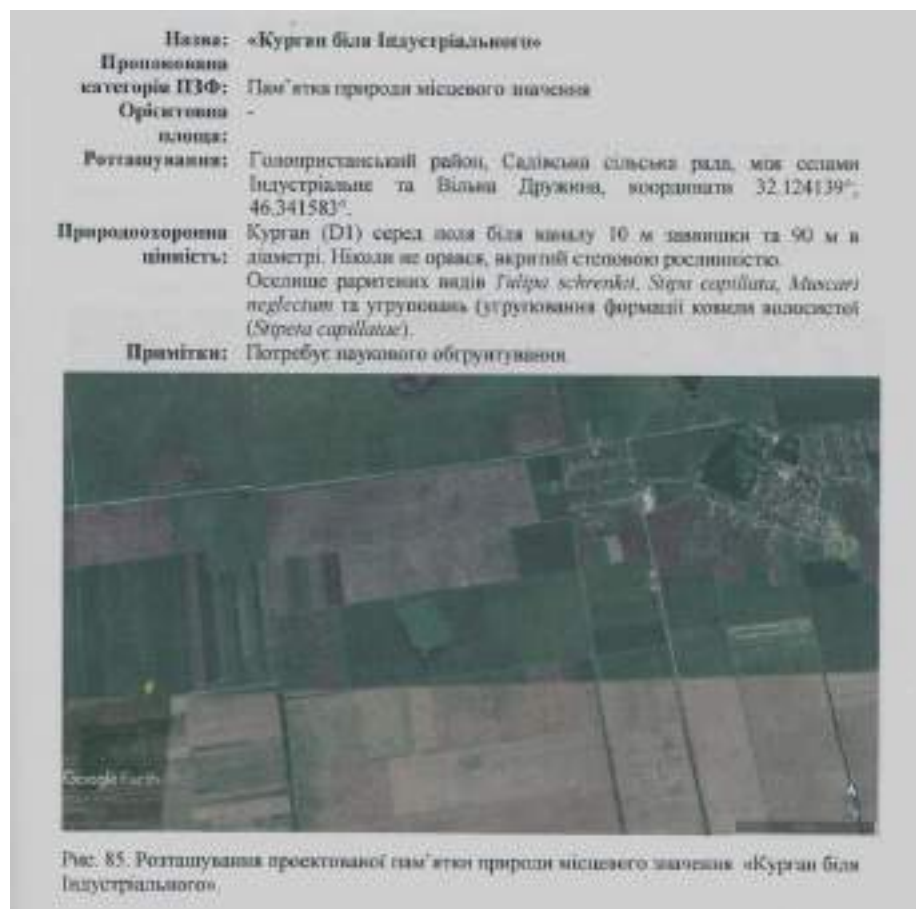 Назва: «Курган біля Індустріального»
Пропонована
категорія ПЗФ: Пам’ятка природи місцевого значення
Орієнтовна -
площа:
Розташування: Голопристанський район, Садівська сільська рада, між селами
Індустріальне та Вільна Дружина, координати 32.124139°,
46.341583°.
Природоохоронна Курган (D1) серед поля біля каналу 10 м заввишки та 90 м в
цінність: діаметрі. Ніколи не орався, вкритий степовою рослинністю.
Оселище раритетних видів Tulipa schrenkii, Stipa capillata, Muscari
neglectum та угруповань (угруповання формації ковили волосистої
(Stipeta capillatae).
Примітки: Потребує наукового обґрунтування
Google Earth
Рис. 85. Розташування проектованої пам’ятки природи місцевого значення «Курган біля
Індустріального»